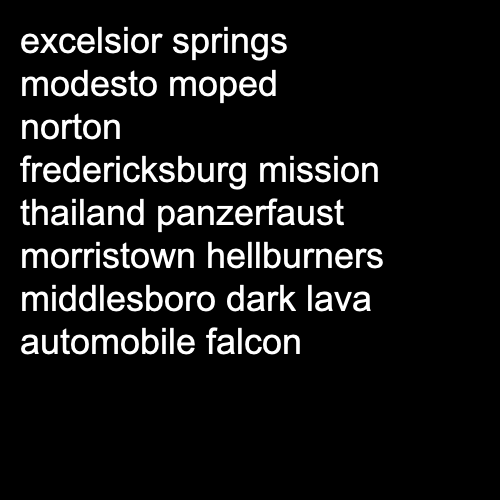 excelsior springs
modesto moped
norton
fredericksburg mission
thailand panzerfaust
morristown hellburners
middlesboro dark lava
automobile falcon